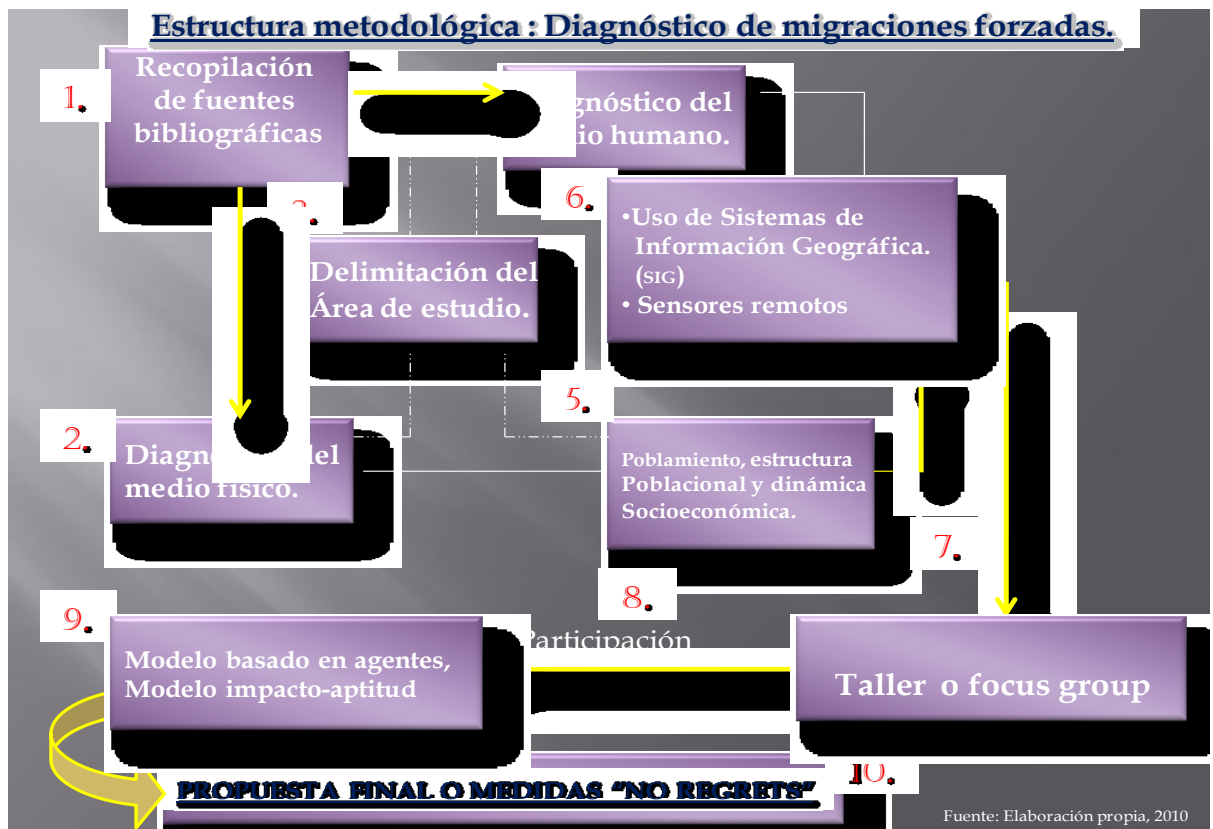 Estructura metodológica : Diagnóstico de migraciones forzadas.
1.
Recopilación
de fuentes
bibliográficas
gnóstico del
io humano.
6.
•Uso de Sistemas de
Información Geográfica.
(SIG)
• Sensores remotos
Delimitación del
Área de estudio.
5.
2.
Diagn del
medio físico.
Poblamiento, estructura
Poblacional y dinámica
Socioeconómica.
7.
8.
9.
Participación
Modelo basado en agentes,
Modelo impacto-aptitud
Taller o focus group
10.
PROPUESTA FINAL O MEDIDAS “NO REGRETS”
Fuente: Elaboración propia, 2010